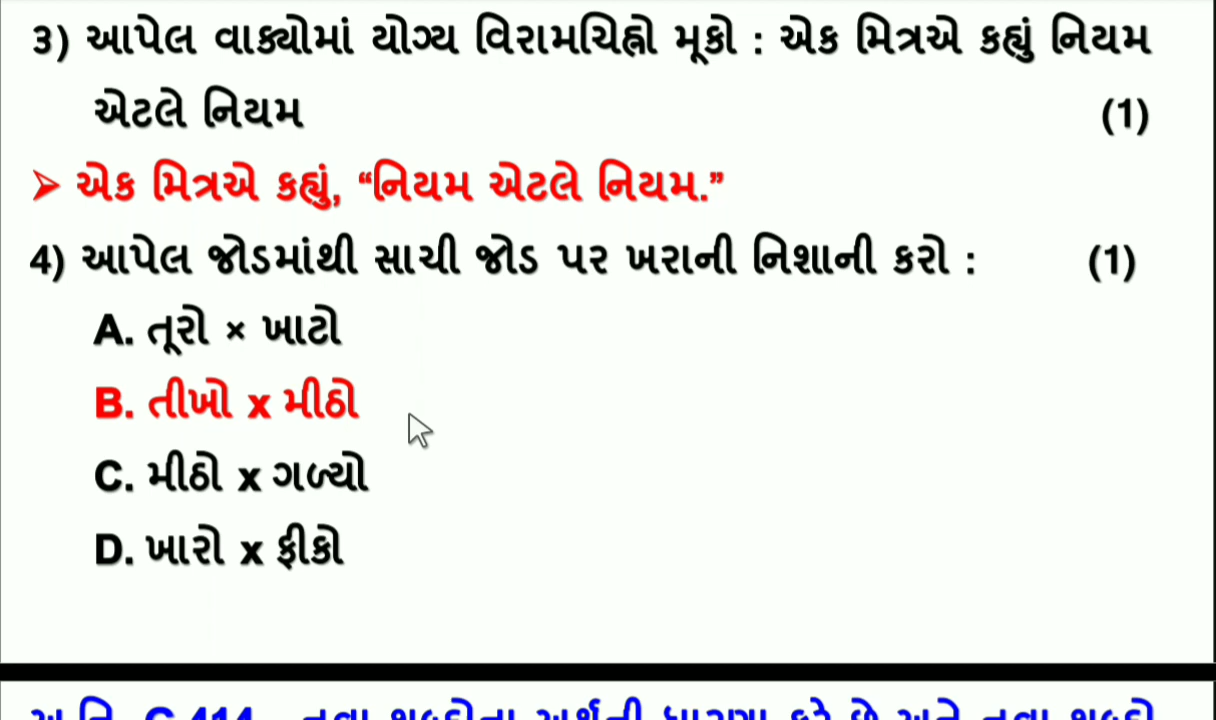 3) આપેલ વાક્યોમાં યોગ્ય વિરામચિહ્નો મૂકો : એક મિત્રએ કહ્યું નિયમ
એટલે નિયમ (1)
➢ એક મિત્રએ કહ્યું, “નિયમ એટલે નિયમ.”
4) આપેલ જોડમાંથી સાચી જોડ પર ખરાની નિશાની કરો : (1)
A. તૂરો × ખાટો
B. તીખો x મીઠો
C. મીઠો x ગળ્યો
D. ખારો x ફીકો